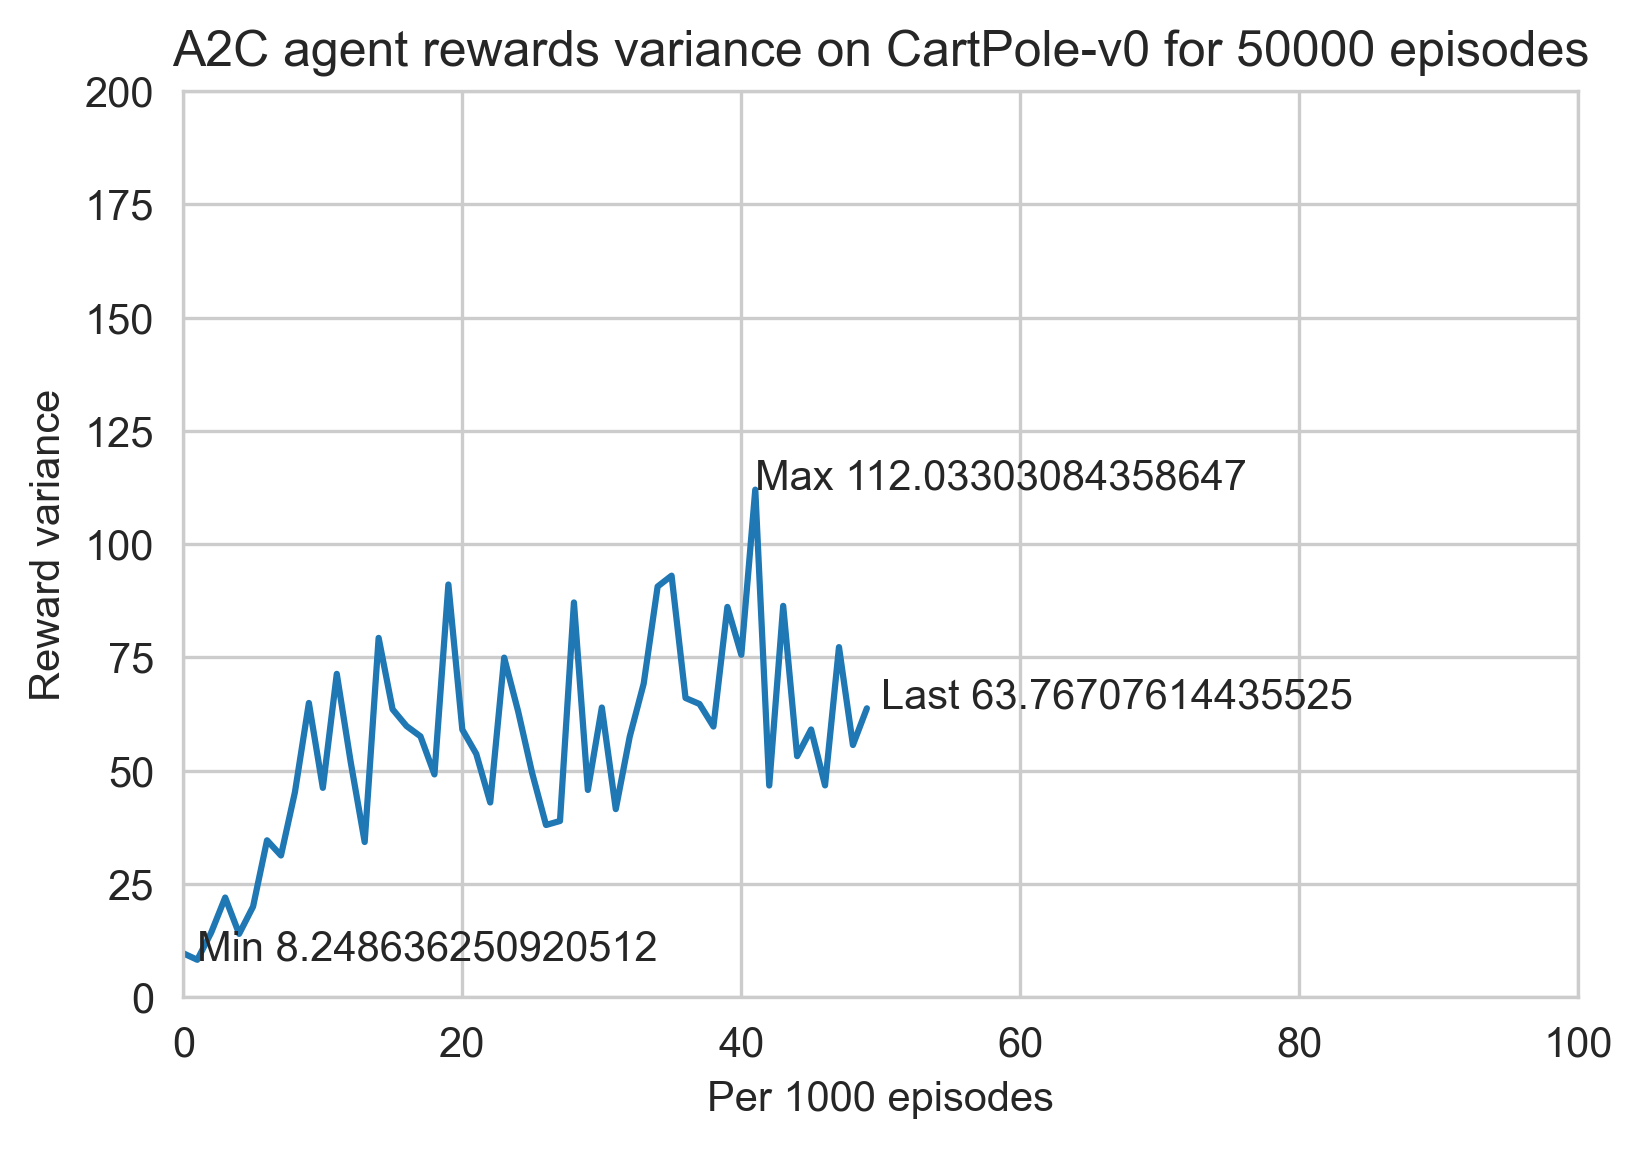 A2C agent rewards variance on CartPole-v0 for 50000 episodes
200
175
150
125
100
75
50
25
0
Reward variance
Max 112.03303084358647
Last 63.76707614435525
Min 8.248636250920512
0 20 40 60 80 100
Per 1000 episodes